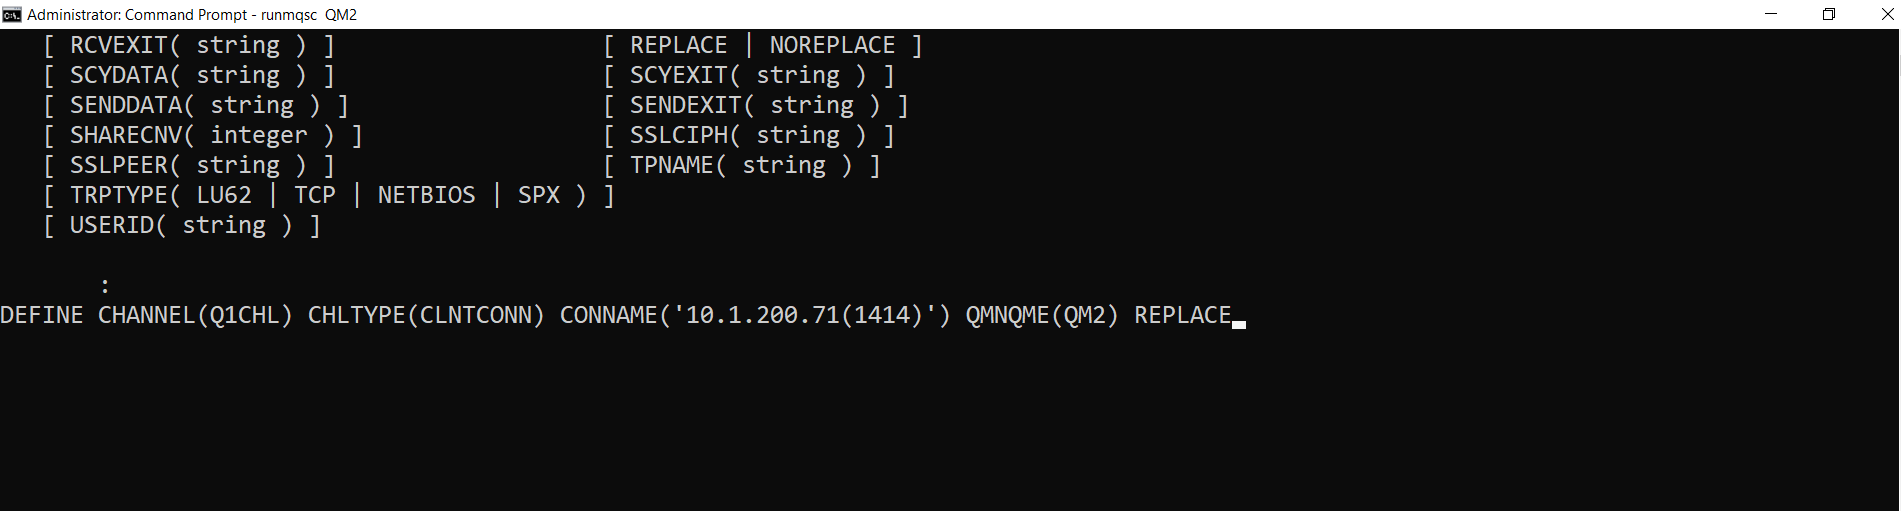 Administrator: Command Prompt - runmqsc  QM2
[ RCVEXIT( string ) ] [ REPLACE | NOREPLACE ]
[ SCYDATA( string ) ] [ SCYEXIT( string ) ]
[ SENDDATA( string ) ] [ SENDEXIT( string ) ]
[ SHARECNV( integer ) ] [ SSLCIPH( string ) ]
[ SSLPEER( string ) ] [ TPNAME( string ) ]
[ TRPTYPE( LU62 | TCP | NETBIOS | SPX ) ]
[ USERID( string ) ]
:
DEFINE CHANNEL(Q1CHL) CHLTYPE(CLNTCONN) CONNAME('10.1.200.71(1414)') QMNQME(QM2) REPLACE